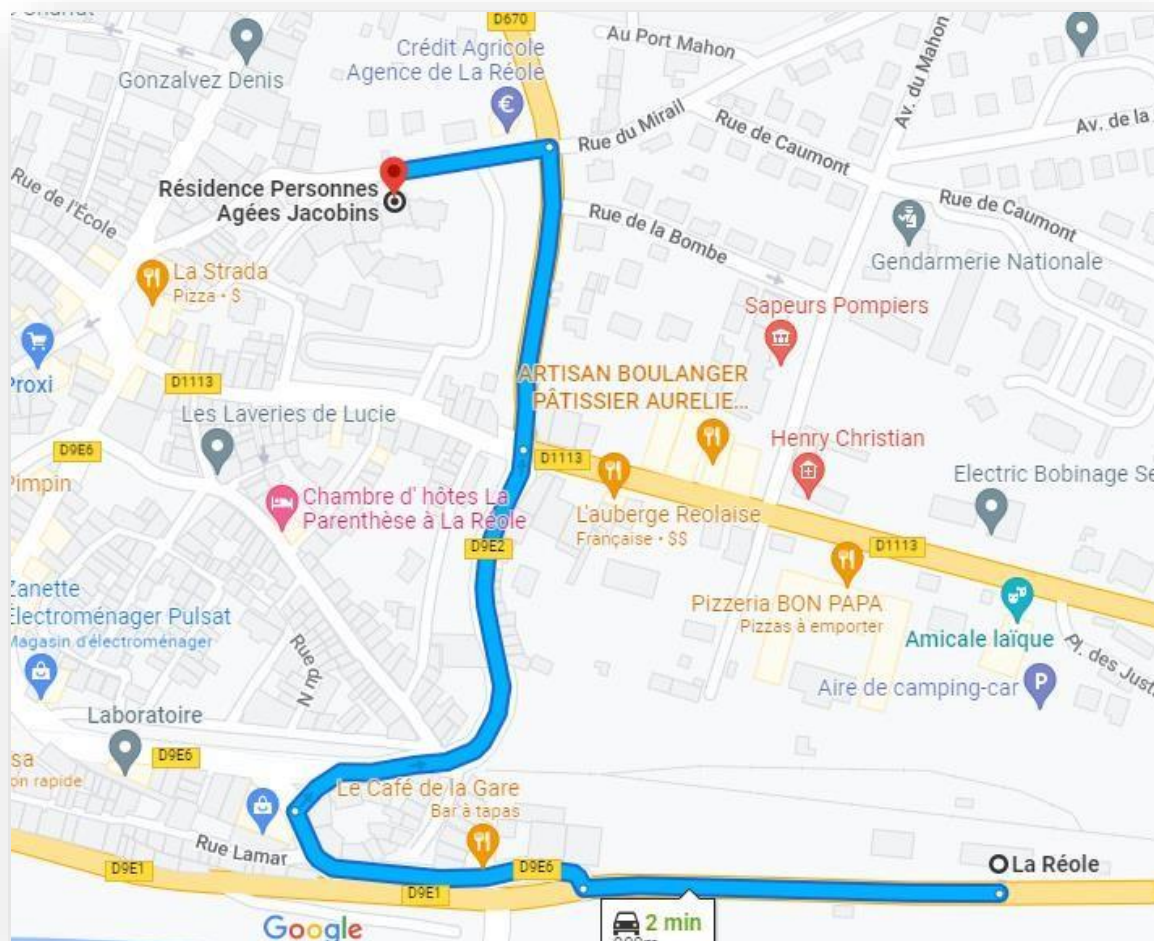 D670
Au Port Mahon
Crédit Agricole
Agence de La Réole
Gonzalvez Denis
Av. du Mahon
Rue du Mirail
Rue de Caumont
Av. de la
Résidence Personnes
Agées Jacobins
Rue de l'École
Rue de la Bombe
Rue de Caumont
Gendarmerie Nationale
La Strada
Pizza • $
Sapeurs Pompiers
Proxi
D1113
ARTISAN BOULANGER
PÂTISSIER AURELIE...
Les Laveries de Lucie
D9E6
D1113
Henry Christian
Pimpin
Electric Bobinage Se
Chambre d' hôtes La
Parenthèse à La Réole
L'auberge Reolaise
Française • $$
D9E2
D1113
Zanette
Électroménager Pulsat
Magasin d'électroménager
Pizzeria BON PAPA
Pizzas à emporter
Amicale laïque
Pl. des Just
Rue du N
Aire de camping-car
P
Laboratoire
D9E6
sa
on rapide
Le Café de la Gare
Bar à tapas
Rue Lamar
D9E6
La Réole
D9E1
D9E1
Google
2 min